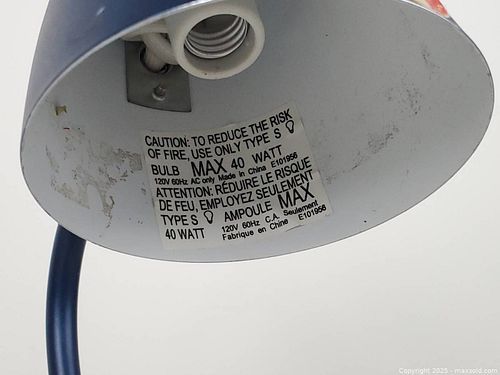 CAUTION: TO REDUCE THE RISK
OF FIRE, USE ONLY TYPE S
BULB MAX 40 WATT
120V 60Hz AC only Made in China E101956
ATTENTION: RÉDUIRE LE RISQUE
DE FEU, EMPLOYEZ SEULEMENT
TYPE S AMPOULE MAX
40 WATT 120V 60Hz C.A. Seulement
Fabrique en Chine E101956
Copyright 2025 - maxsold.com